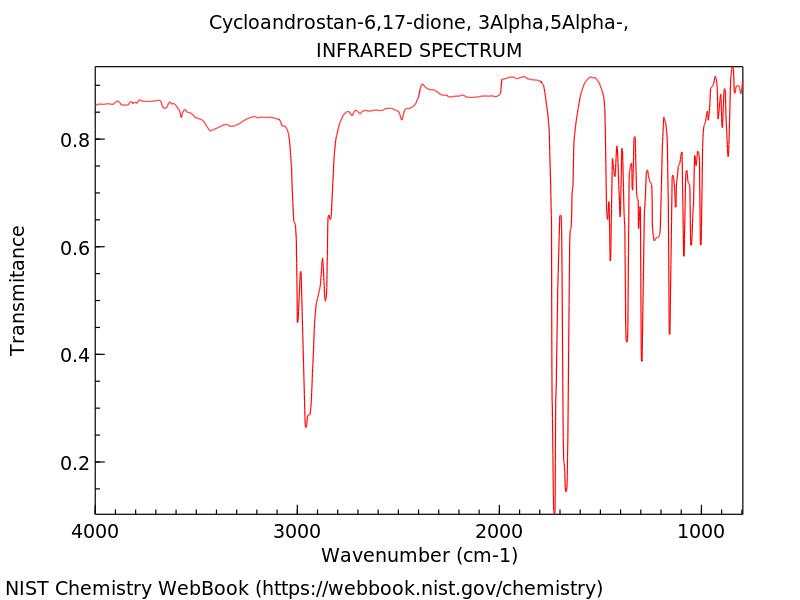 Cycloandrostan-6,17-dione, 3Alpha,5Alpha-,
INFRARED SPECTRUM
0.8
0.6
0.4
0.2
Transmitance
4000 3000 2000 1000
Wavenumber (cm-1)
NIST Chemistry WebBook (https://webbook.nist.gov/chemistry)